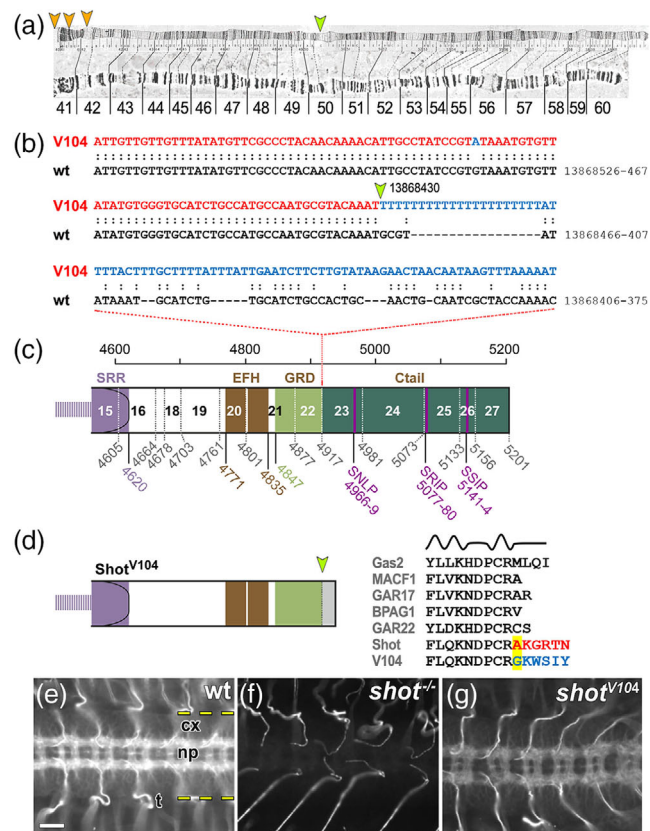 (a)
41 42 43 44 45 46 47 48 49 50 51 52 53 54 55 56 57 58 59 60
(b)
V104 ATTGTTGTTGTTTATATGTTCGCCCTACAACAAAACATTGCCTATCCGTATAAATGTGTT
wt ATTGTTGTTGTTTATATGTTCGCCCTACAACAAAACATTGCCTATCCGTGTAAATGTGTT 13868526-467
13868430
V104 ATATGTGGGTGCATCTGCCATGCCAATGCGTACAAATTTTTTTTTTTTTTTTTTTTTTAT
wt ATATGTGGGTGCATCTGCCATGCCAATGCGTACAAATGCGT-----------------AT 13868466-407
V104 TTTACTTGCTTTTATTTATTGAATCTTCTTGTATAAGAACTAACAATAAGTTTAAAAAT
wt ATAAAT--GCATCTG-----TGCATCTGCCACTGC---AACTG-CAATCGCTACCAAAAC 13868406-375
(c)
4600 4800 5000 5200
SRR EFH GRD Ctail
15 16 18 19 20 21 22 23 24 25 26 27
4605 4620 4664 4678 4703 4761 4771 4801 4835 4847 4877 4917 4981 5073 5133 5156 5201
SNLP 4966-9
SRIP 5077-80
SSIP 5141-4
(d)
Shot V104
Gas2 YLLKHDPCRMLQI
MACF1 FLVKNDPCRA
GAR17 FLVKNDPCRAR
BPAG1 FLVKNDPCRV
GAR22 YLDKHDPCRCS
Shot FLQKNDPCRAKGRTN
V104 FLQKNDPCRGKWSIY
(e) wt
cx
np
t
(f) shot-/-
(g) shotV104